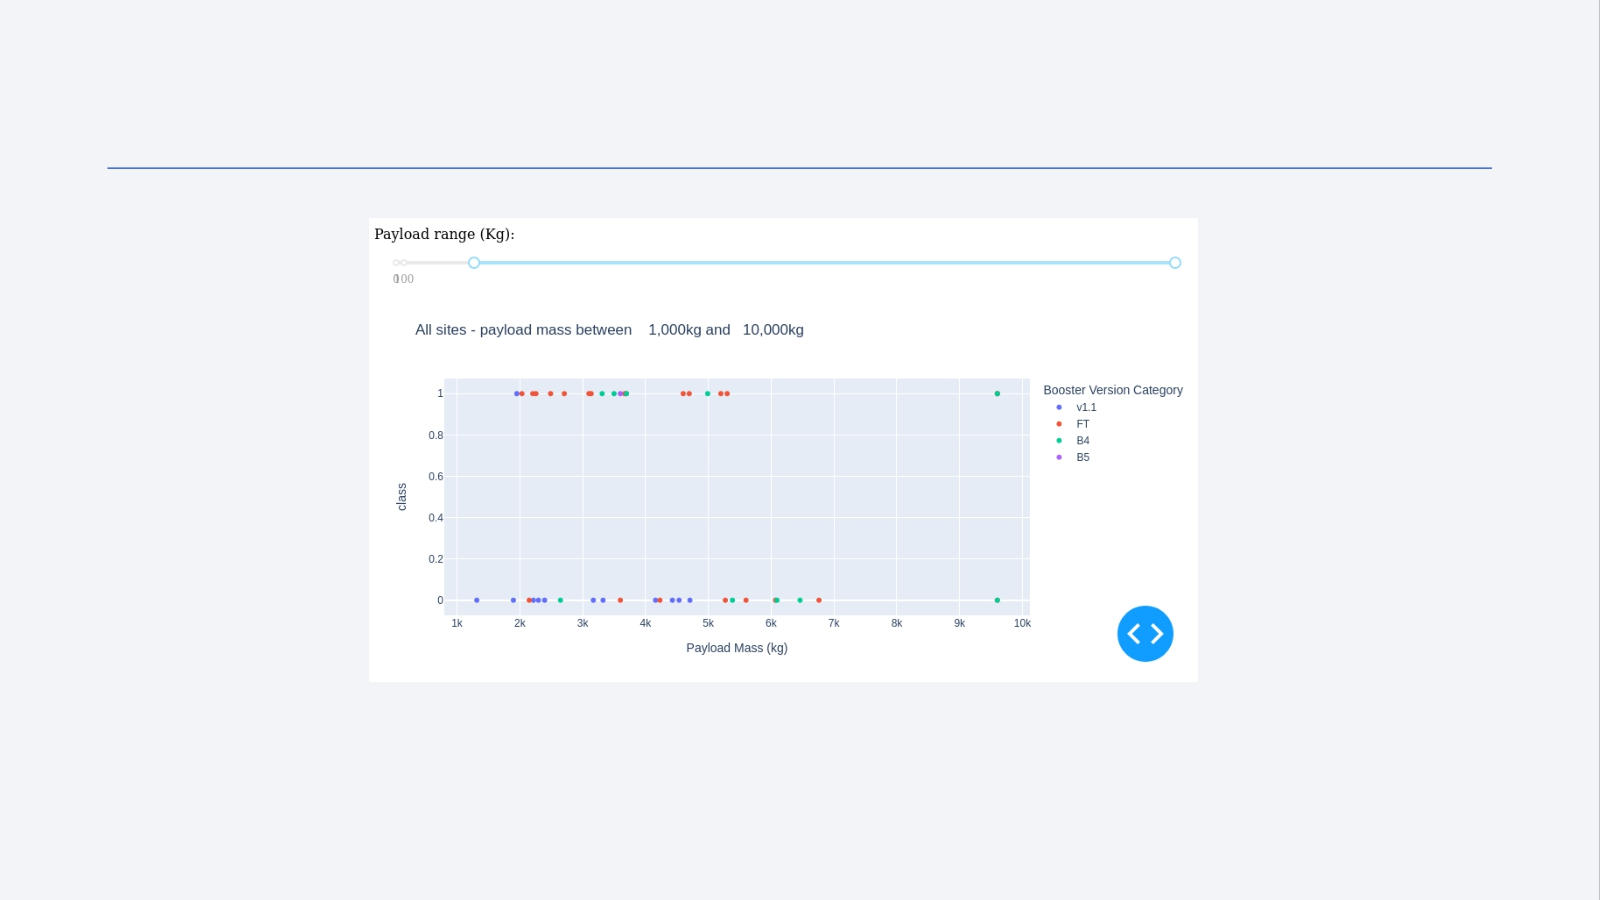 Payload range (Kg):
0 100
All sites - payload mass between 1,000kg and 10,000kg
Booster Version Category
v1.1
FT
B4
B5
class
1
0.8
0.6
0.4
0.2
0
1k 2k 3k 4k 5k 6k 7k 8k 9k 10k
Payload Mass (kg)